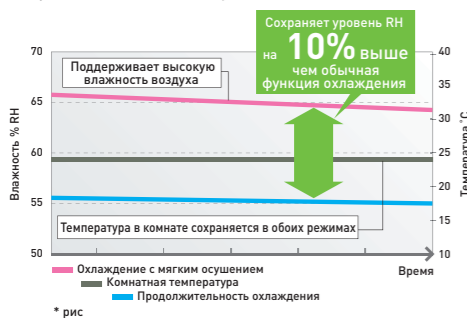 Сохраняет уровень RH
на 10% выше
чем обычная
функция охлаждения
70
65
60
55
50
Влажность % RH
Поддерживает высокую
влажность воздуха
Температура в комнате сохраняется в обоих режимах
40
35
30
25
20
15
10
Температура °C
Время
Охлаждение с мягким осушением
Комнатная температура
Продолжительность охлаждения
* рис